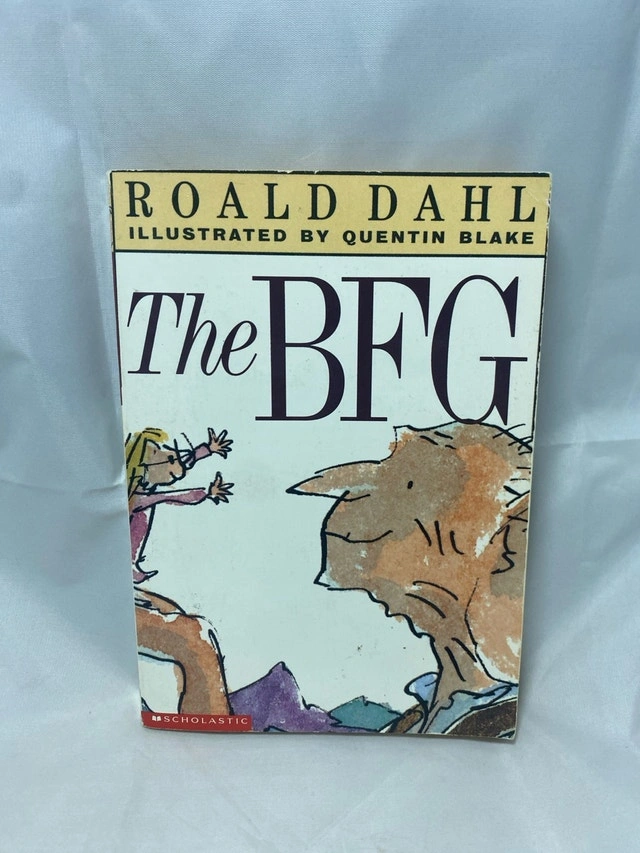 ROALD DAHL
ILLUSTRATED BY QUENTIN BLAKE
The BFG
SCHOLASTIC